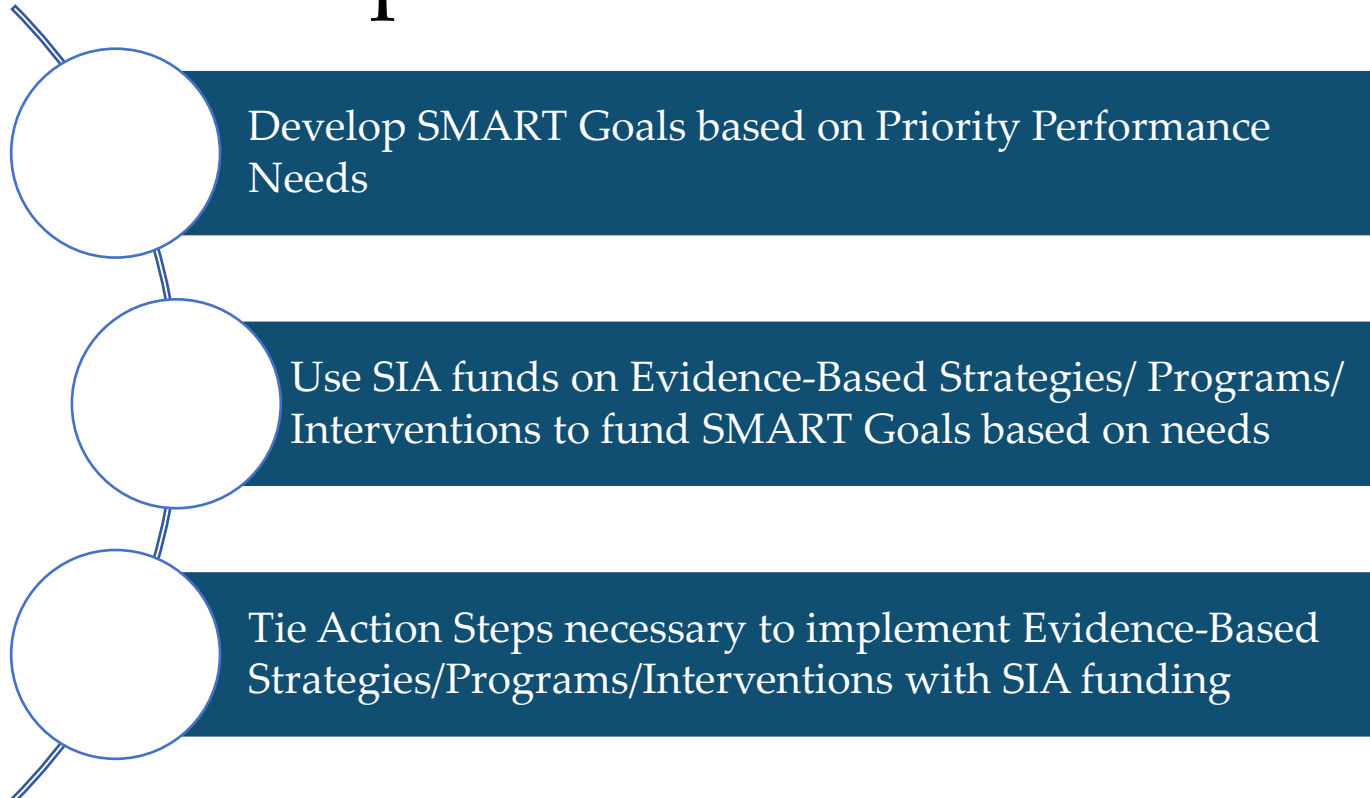 Develop SMART Goals based on Priority Performance
Needs
Use SIA funds on Evidence-Based Strategies/ Programs/
Interventions to fund SMART Goals based on needs
Tie Action Steps necessary to implement Evidence-Based
Strategies/Programs/Interventions with SIA funding